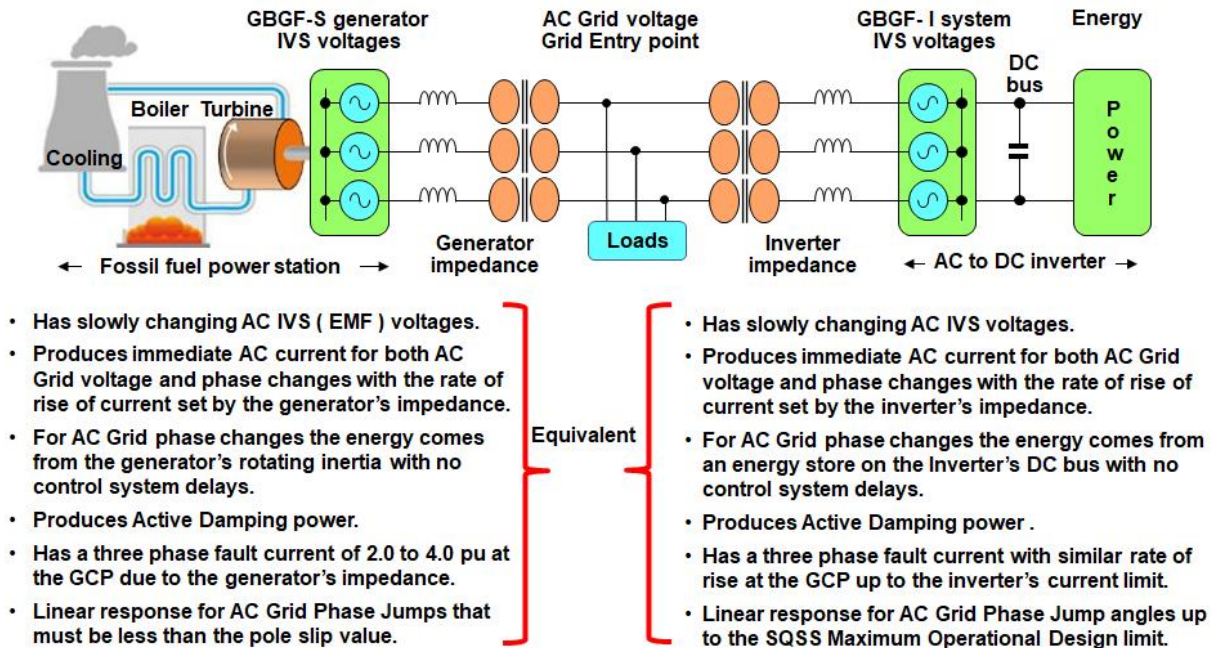 GBGF-S generator
IVS voltages
AC Grid voltage
Grid Entry point
GBGF- I system
IVS voltages
Energy
DC
bus
Boiler Turbine
Cooling
Power
Generator
impedance
Loads
Inverter
impedance
Fossil fuel power station
AC to DC inverter
• Has slowly changing AC IVS ( EMF ) voltages.
• Produces immediate AC current for both AC
Grid voltage and phase changes with the rate of
rise of current set by the generator's impedance.
• For AC Grid phase changes the energy comes
from the generator's rotating inertia with no
control system delays.
• Produces Active Damping power.
• Has a three phase fault current of 2.0 to 4.0 pu at
the GCP due to the generator's impedance.
• Linear response for AC Grid Phase Jumps that
must be less than the pole slip value.
Equivalent
• Has slowly changing AC IVS voltages.
• Produces immediate AC current for both AC Grid
voltage and phase changes with the rate of rise of
current set by the inverter's impedance.
• For AC Grid phase changes the energy comes from
an energy store on the Inverter's DC bus with no
control system delays.
• Produces Active Damping power .
• Has a three phase fault current with similar rate of
rise at the GCP up to the inverter's current limit.
• Linear response for AC Grid Phase Jump angles up
to the SQSS Maximum Operational Design limit.